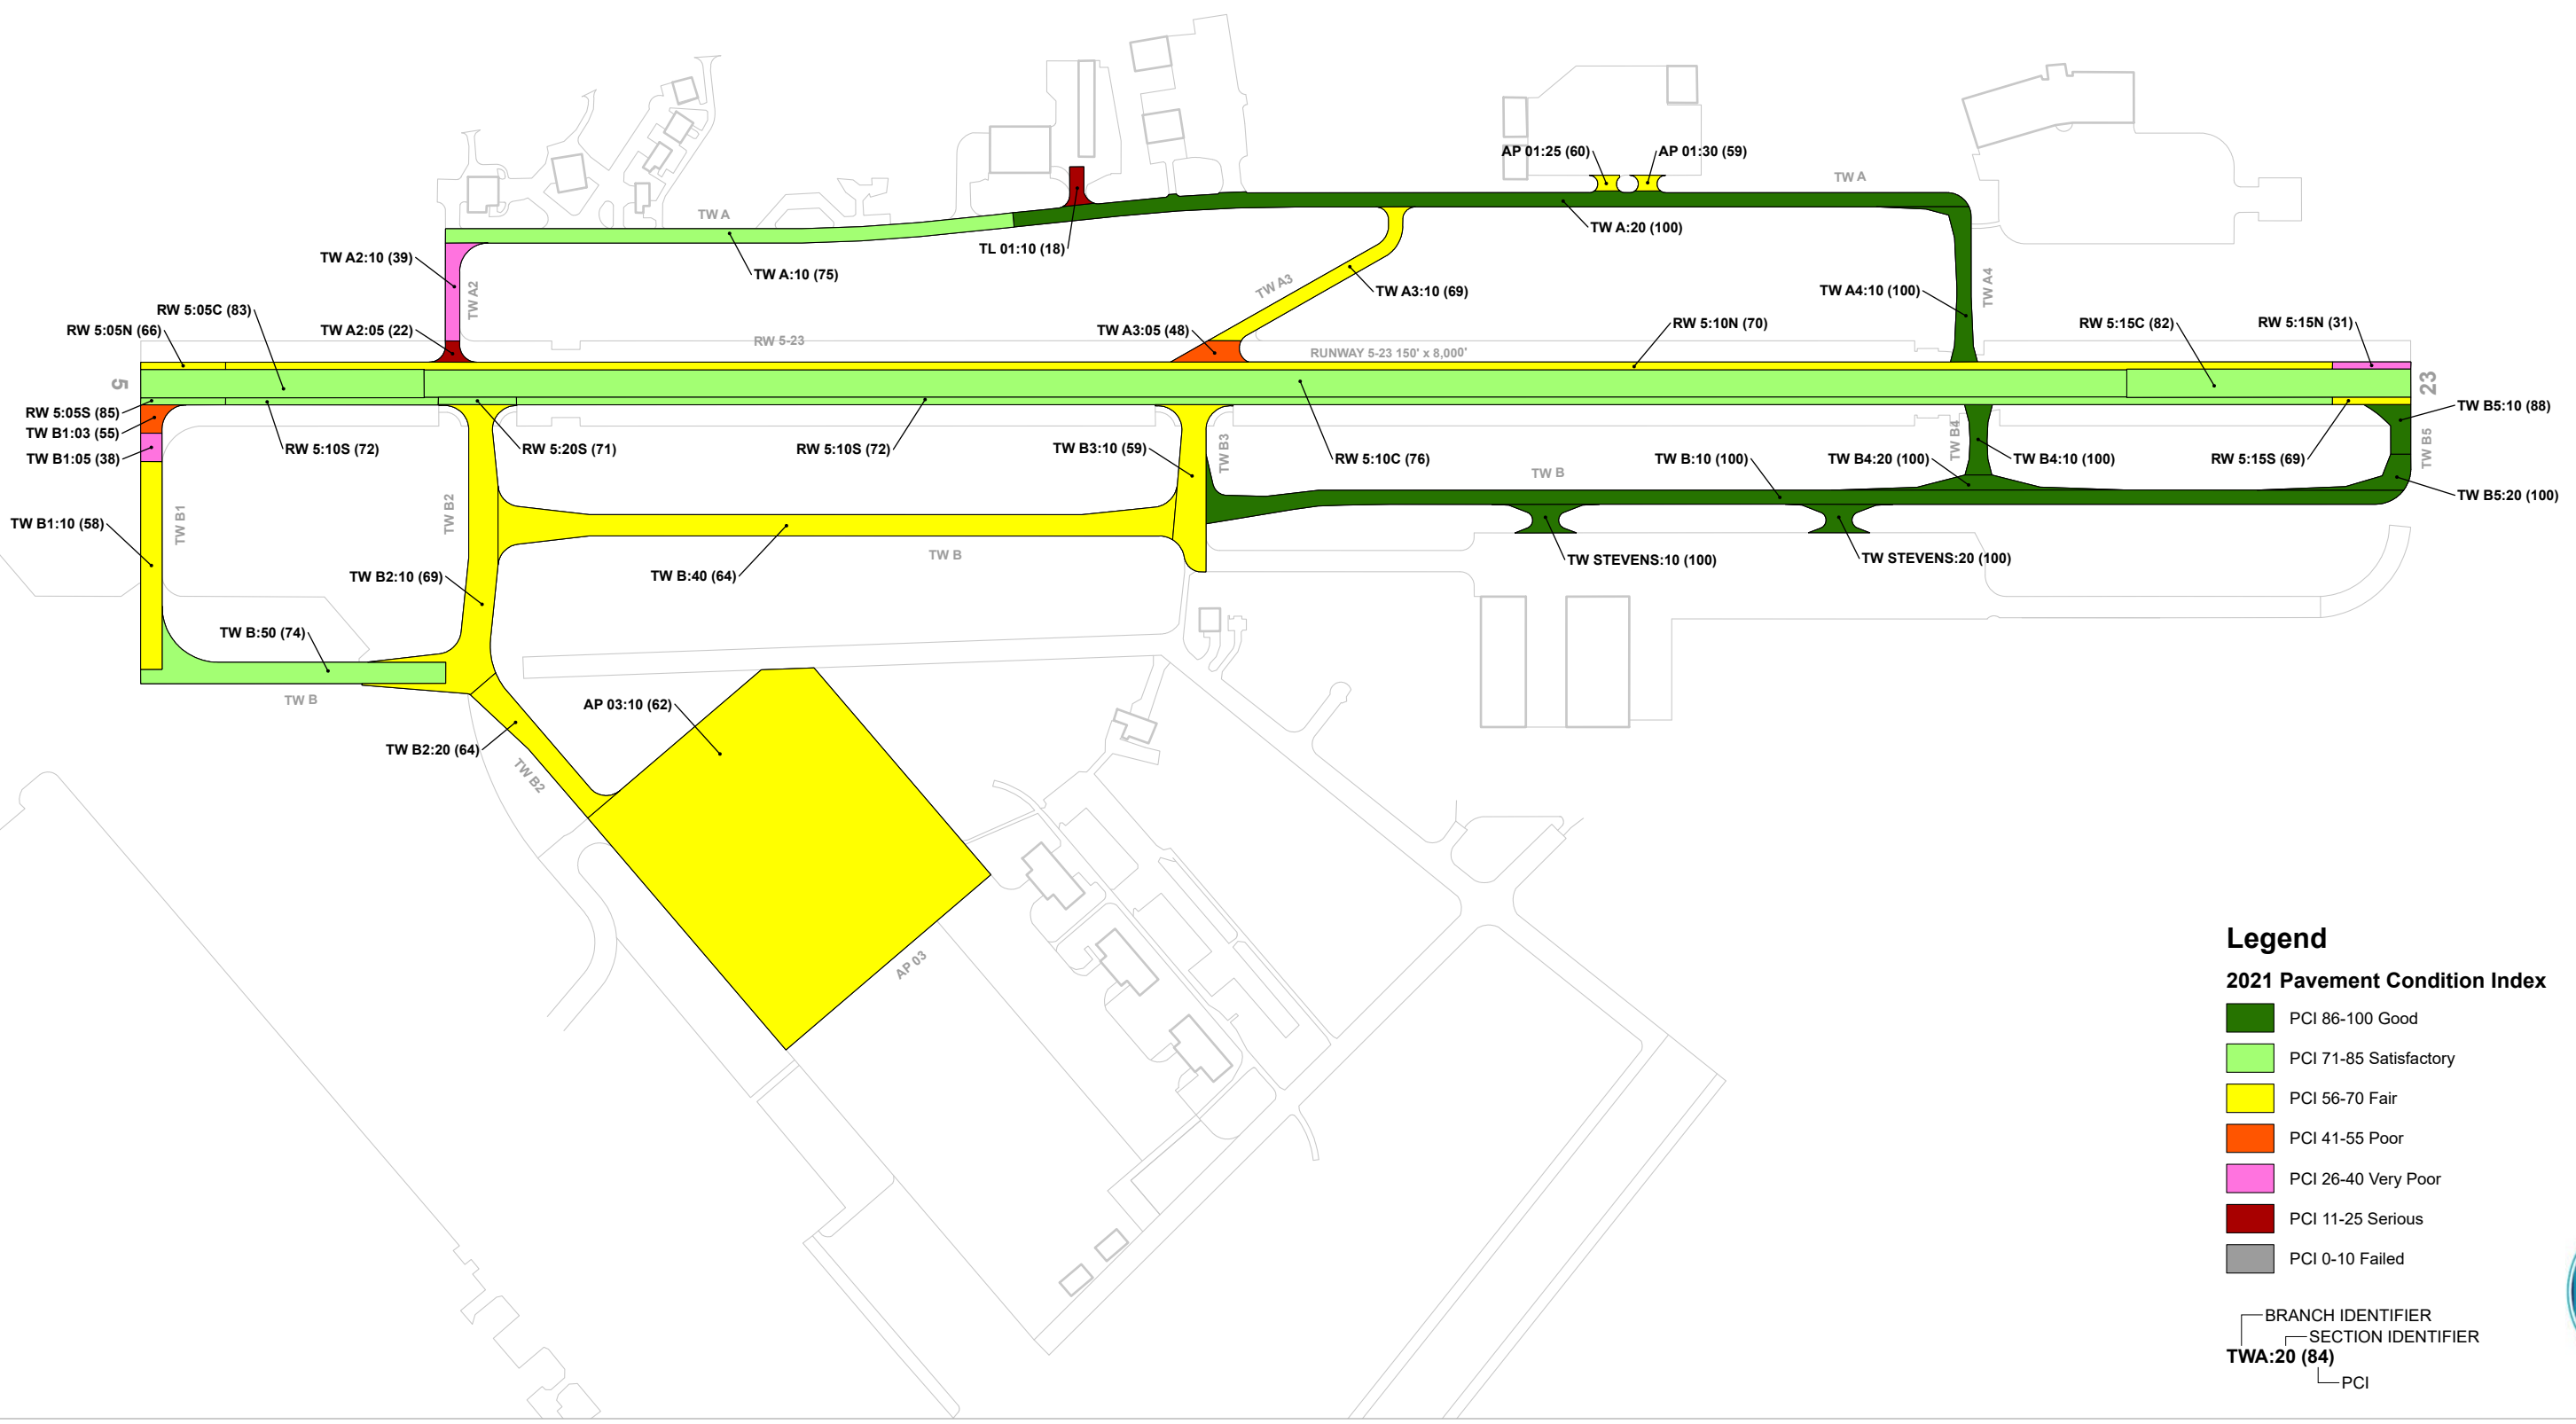 AP 01:25 (60)
AP 01:30 (59)
TW A
TW A
TW A:20 (100)
TL 01:10 (18)
TW A2:10 (39)
TW A:10 (75)
TW A3
TW A3:10 (69)
TW A4:10 (100)
TW A4
TW A2
RW 5:05C (83)
RW 5:05N (66)
TW A2:05 (22)
RW 5-23
TW A3:05 (48)
RUNWAY 5-23 150' x 8,000'
RW 5:10N (70)
RW 5:15C (82)
RW 5:15N (31)
5
23
RW 5:05S (85)
TW B1:03 (55)
TW B1:05 (38)
RW 5:10S (72)
RW 5:20S (71)
RW 5:10S (72)
TW B3:10 (59)
TW B3
RW 5:10C (76)
TW B
TW B:10 (100)
TW B4:20 (100)
TW B4
TW B4:10 (100)
RW 5:15S (69)
TW B5:10 (88)
TW B5
TW B5:20 (100)
TW B1:10 (58)
TW B1
TW B2
TW B2:10 (69)
TW B:40 (64)
TW B
TW STEVENS:10 (100)
TW STEVENS:20 (100)
TW B:50 (74)
TW B
AP 03:10 (62)
TW B2:20 (64)
TW B2
AP 03
Legend
2021 Pavement Condition Index
PCI 86-100 Good
PCI 71-85 Satisfactory
PCI 56-70 Fair
PCI 41-55 Poor
PCI 26-40 Very Poor
PCI 11-25 Serious
PCI 0-10 Failed
BRANCH IDENTIFIER
SECTION IDENTIFIER
TWA:20 (84)
PCI